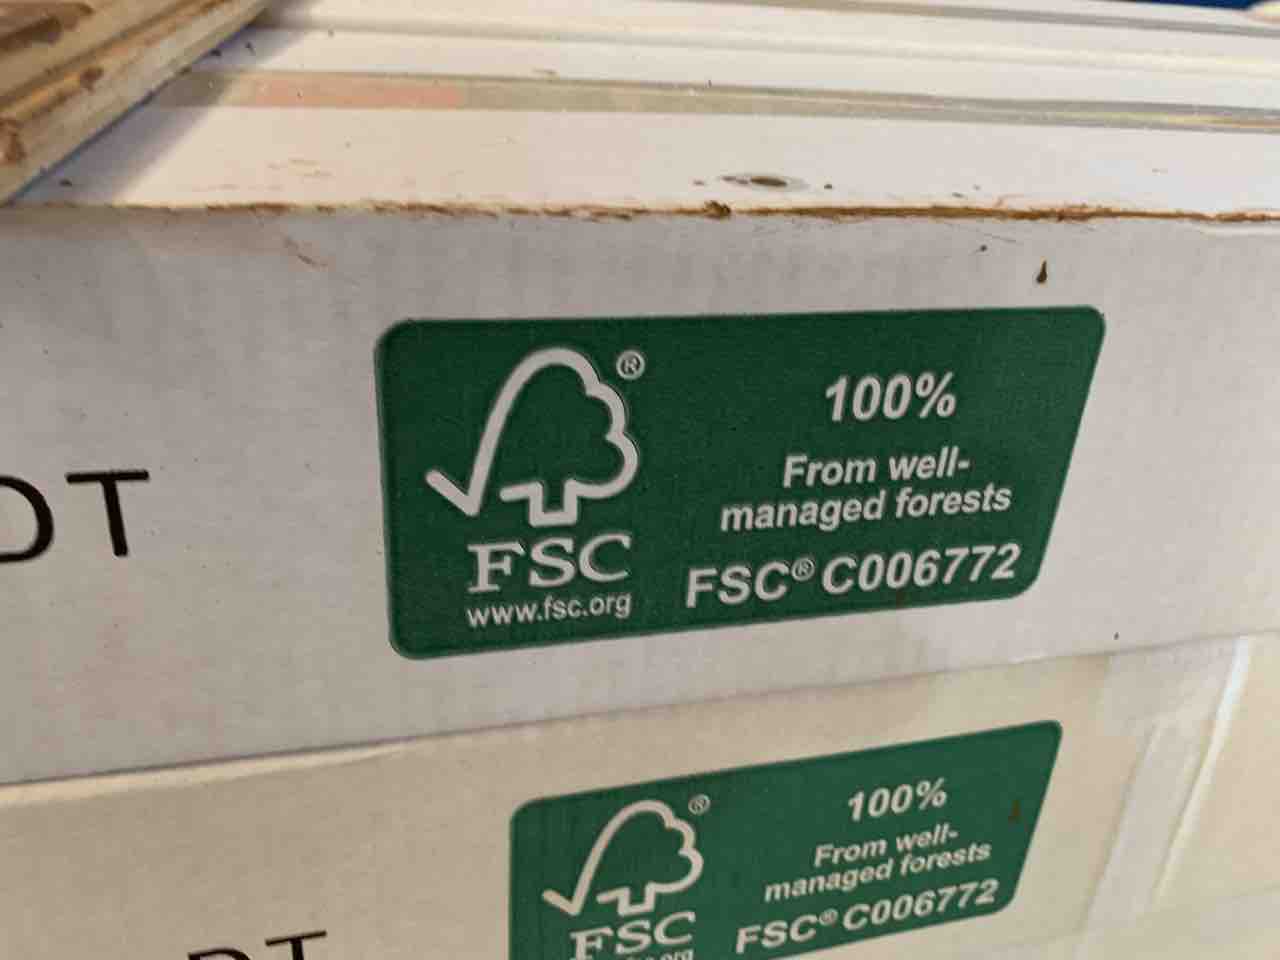 DT
®
100%
From well-
managed forests
FSC
www.fsc.org
FSC® C006772
®
100%
From well-
managed forests
FSC
FSC® C006772
DT